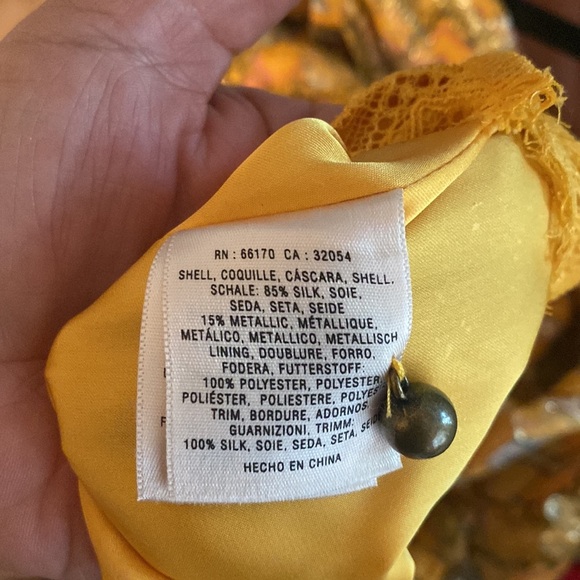 RN : 66170 CA : 32054
SHELL, COQUILLE, CÁSCARA, SHELL.
SCHALE: 85% SILK, SOIE,
SEDA, SETA, SEIDE
15% METALLIC, MÉTALLIQUE,
METÁLICO, METALLICO, METALLISCH
LINING, DOUBLURE, FORRO,
FODERA, FUTTERSTOFF:
100% POLYESTER, POLYESTER
POLIÉSTER, POLIESTERE,
TRIM, BORDURE, ADORNOS
GUARNIZIONI, TRIMM:
100% SILK, SOIE, SEDA, SETA,
HECHO EN CHINA